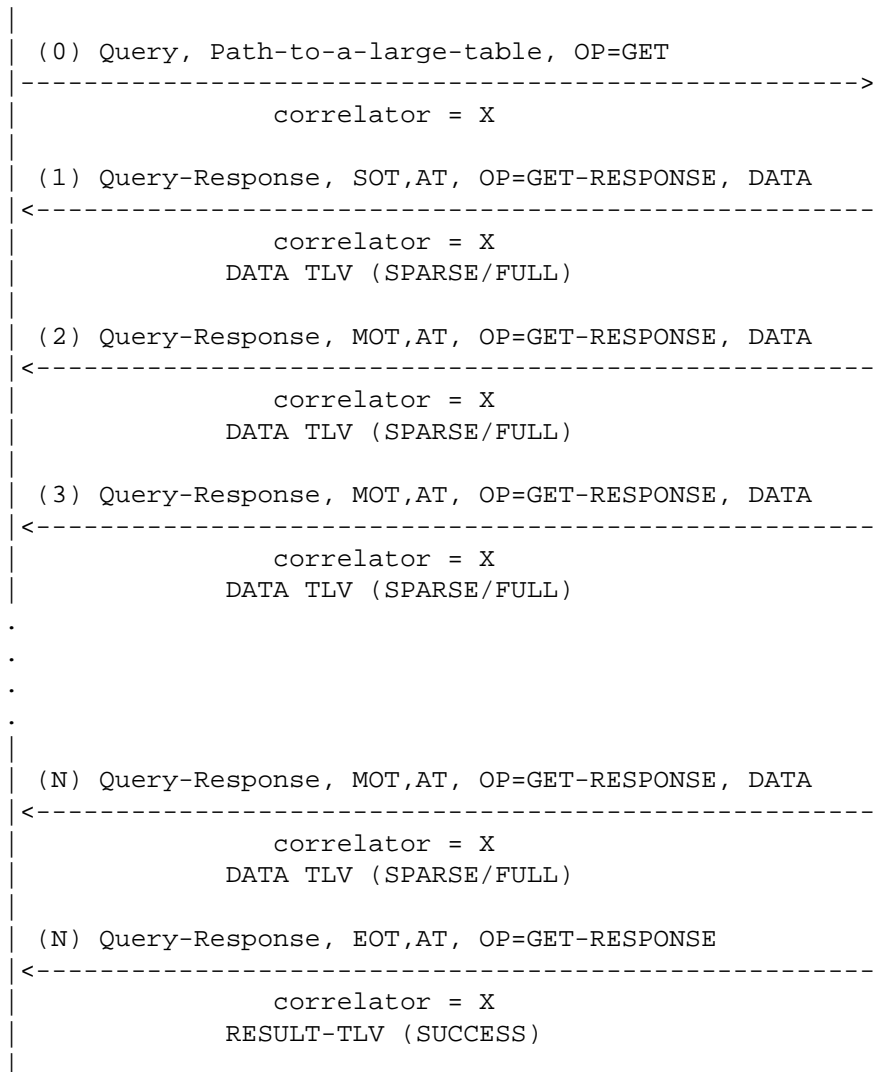 (0) Query, Path-to-a-large-table, OP=GET
correlator = X
(1) Query-Response, SOT,AT, OP=GET-RESPONSE, DATA
correlator = X
DATA TLV (SPARSE/FULL)
(2) Query-Response, MOT,AT, OP=GET-RESPONSE, DATA
correlator = X
DATA TLV (SPARSE/FULL)
(3) Query-Response, MOT,AT, OP=GET-RESPONSE, DATA
correlator = X
DATA TLV (SPARSE/FULL)
.
.
.
.
(N) Query-Response, MOT,AT, OP=GET-RESPONSE, DATA
correlator = X
DATA TLV (SPARSE/FULL)
(N) Query-Response, EOT,AT, OP=GET-RESPONSE
correlator = X
RESULT-TLV (SUCCESS)